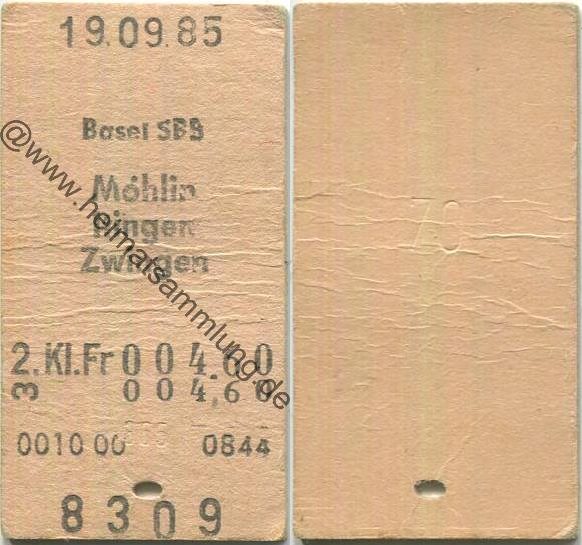 19.09.85
Basel SBB
Möhlin
Zwingen
2. Kl. Fr 004,60
3 004,60
0010 00 0844
8309
@www.heimatsammlung.de